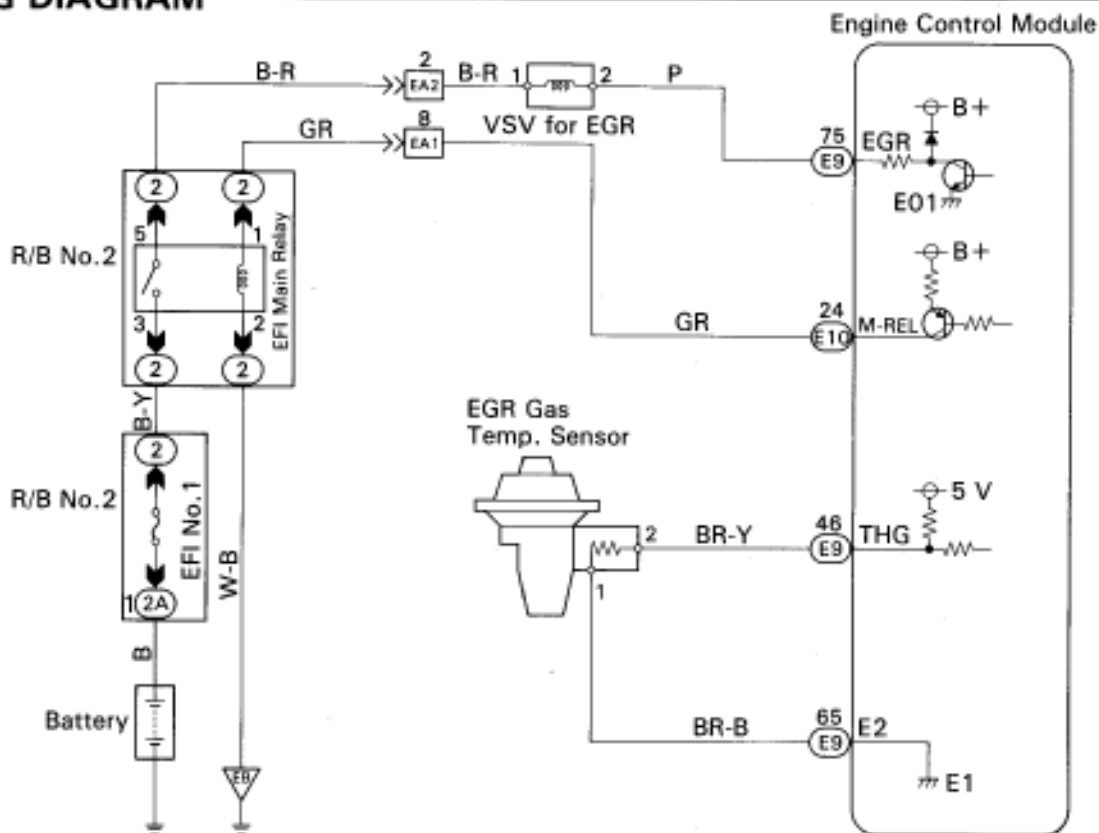 G DIAGRAM
Engine Control Module
B-R
2
EA2
B-R
1
2
P
VSV for EGR
GR
8
EA1
75
E9
EGR
B+
E01
2
2
5
1
R/B No.2
EFI Main Relay
3
2
2
2
B+
24
E10
M-REL
GR
B-Y
2
R/B No.2
EFI No.1
1
2A
W-B
B
Battery
EB
EGR Gas
Temp. Sensor
2
BR-Y
46
E9
THG
5 V
1
BR-B
65
E9
E2
E1